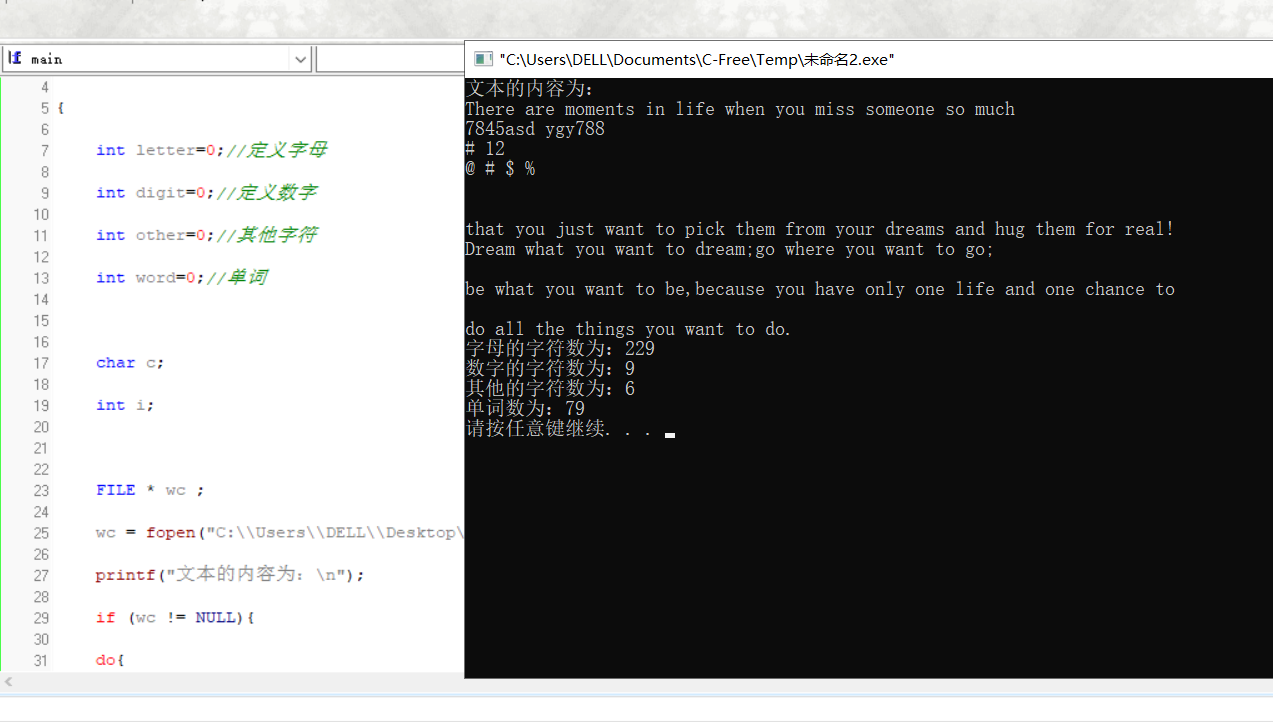 main
"C:\Users\DELL\Documents\C-Free\Temp\未命名2.exe"
4
5 {
6
7 int letter=0;//定义字母
8
9 int digit=0;//定义数字
10
11 int other=0;//其他字符
12
13 int word=0;//单词
14
15
16
17 char c;
18
19 int i;
20
21
22
23 FILE * wc ;
24
25 wc = fopen("C:\\Users\\DELL\\Desktop\
26
27 printf("文本的内容为：\n");
28
29 if (wc != NULL){
30
31 do{
文本的内容为：
There are moments in life when you miss someone so much
7845asd ygy788
# 12
@ # $ %
that you just want to pick them from your dreams and hug them for real!
Dream what you want to dream;go where you want to go;
be what you want to be,because you have only one life and one chance to
do all the things you want to do.
字母的字符数为：229
数字的字符数为：9
其他的字符数为：6
单词数为：79
请按任意键继续. . .